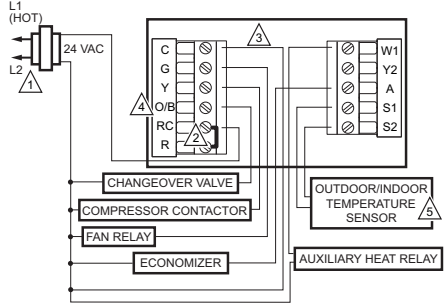 L1
(HOT)
L2
1
24 VAC
3
C
G
Y
O/B
RC
R
4
2
W1
Y2
A
S1
S2
CHANGEOVER VALVE
COMPRESSOR CONTACTOR
FAN RELAY
ECONOMIZER
OUTDOOR/INDOOR
TEMPERATURE
SENSOR
5
AUXILIARY HEAT RELAY